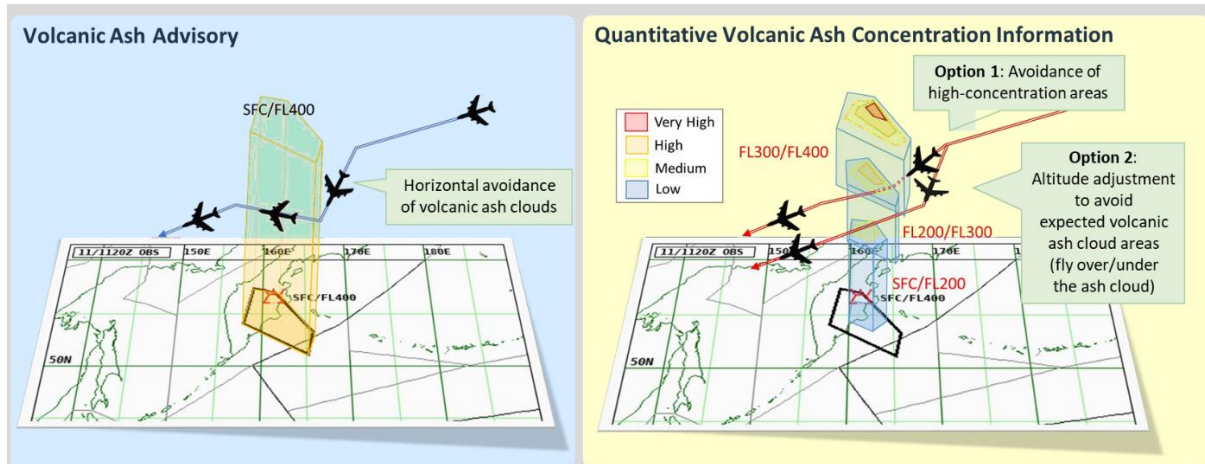 Volcanic Ash Advisory
SFC/FL400
Horizontal avoidance
of volcanic ash clouds
11/1120Z OBS
150E
160E
170E
180E
SFC/FL400
50N
Quantitative Volcanic Ash Concentration Information
Option 1: Avoidance of
high-concentration areas
Very High
High
Medium
Low
FL300/FL400
Option 2:
Altitude adjustment
to avoid
expected volcanic
ash cloud areas
(fly over/under
the ash cloud)
FL200/FL300
11/1120Z OBS
160E
170E
SFC/FL200
SFC/FL400
50N